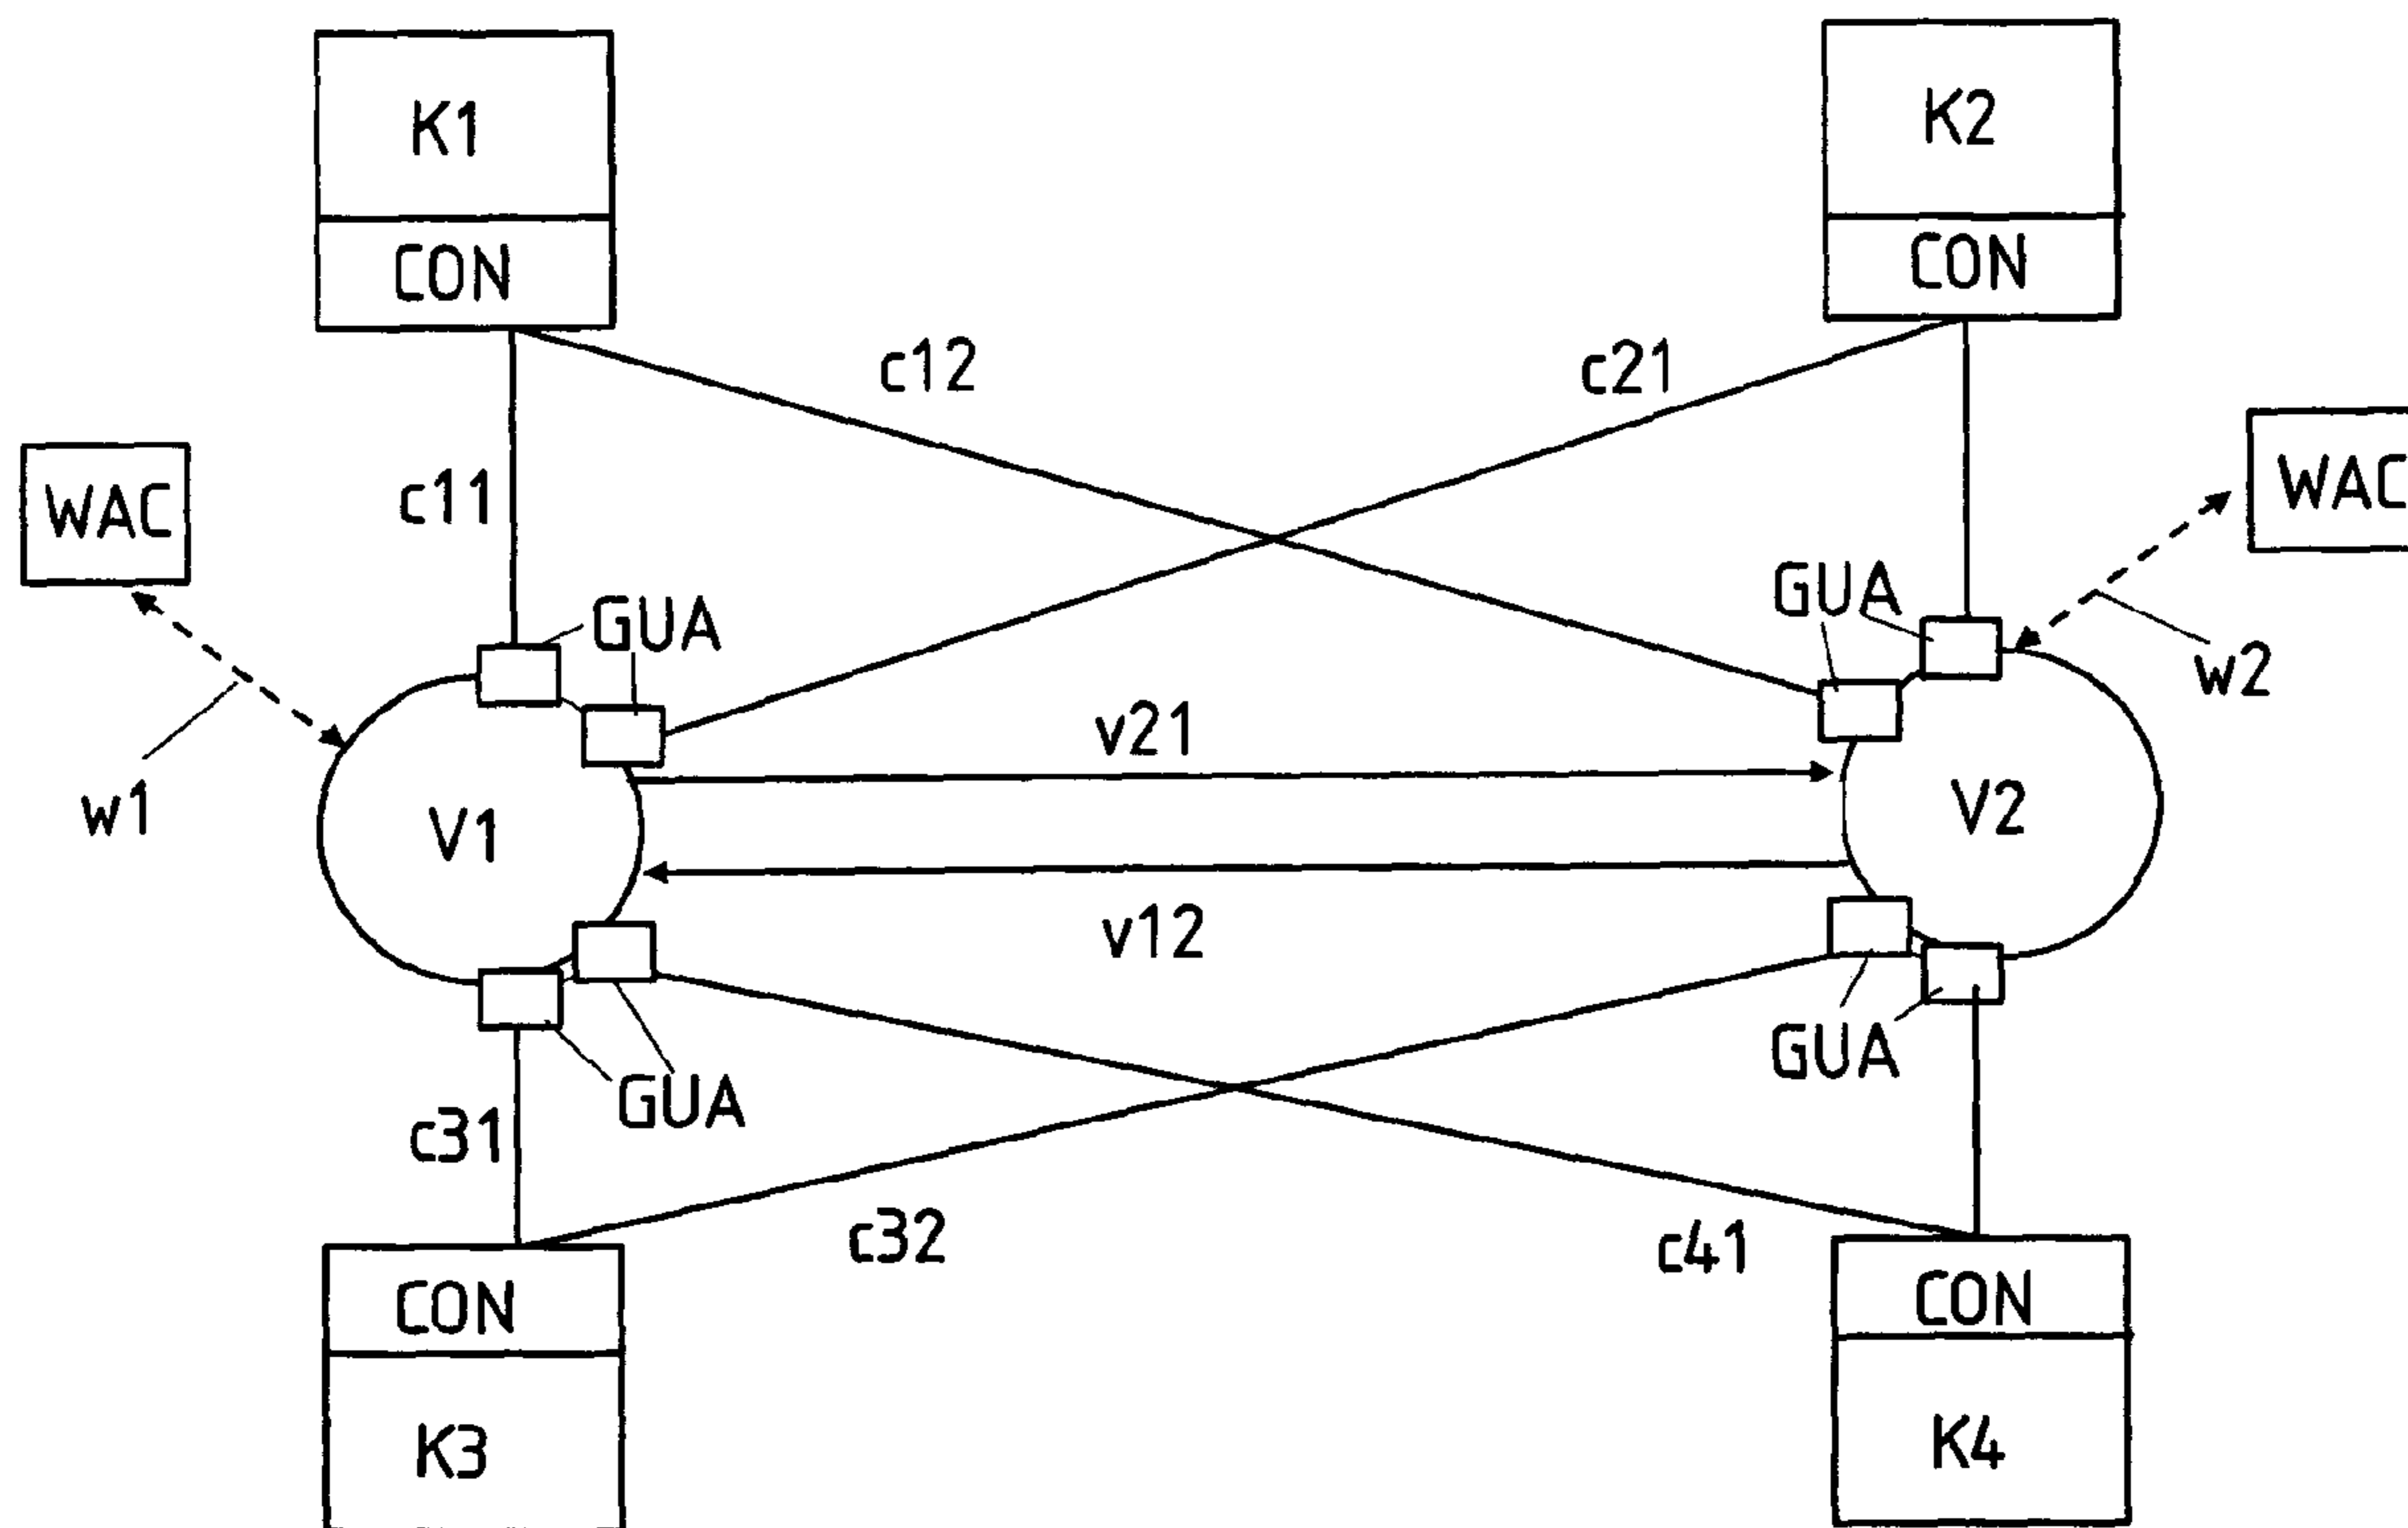 K1
K2
CON
CON
c12
c21
WAC
c11
WAC
GUA
GUA
w2
v21
w1
V1
V2
v12
GUA
GUA
c31
c32
c41
CON
CON
K3
K4